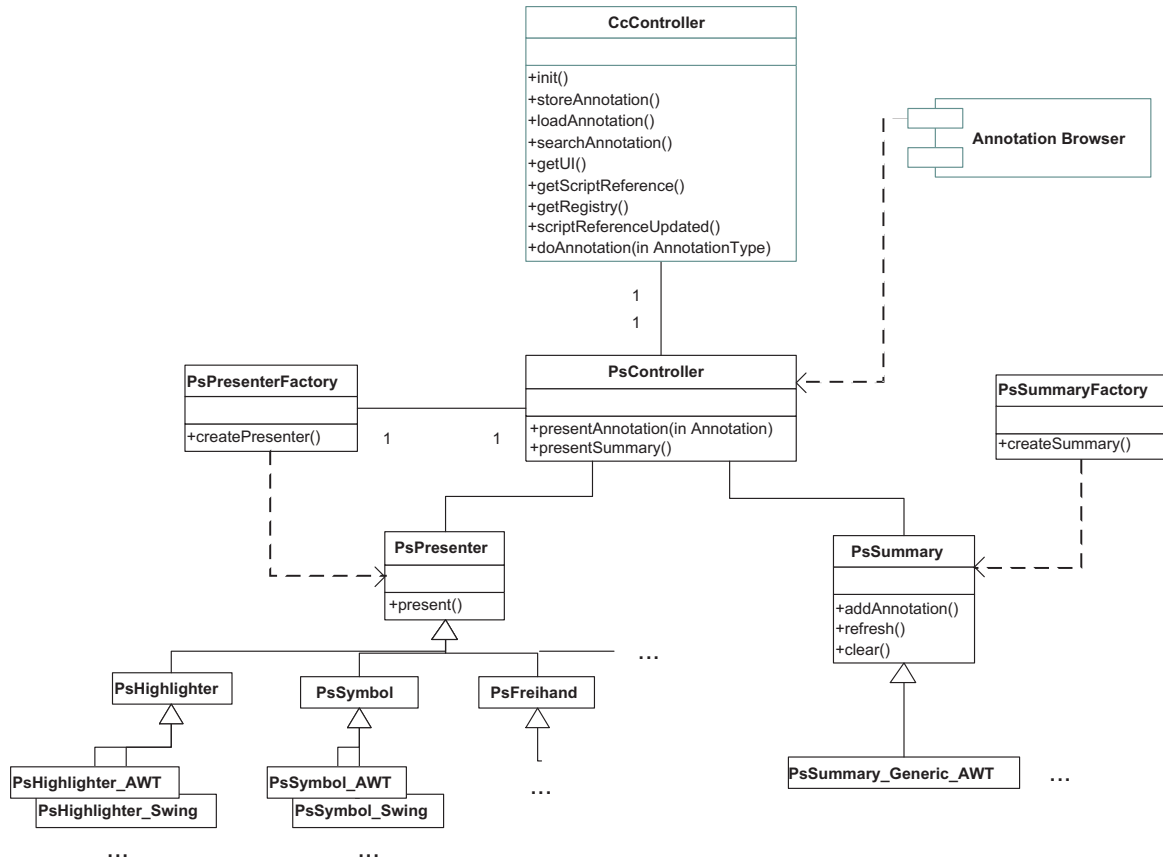 CcController
+init()
+storeAnnotation()
+loadAnnotation()
+searchAnnotation()
+getUI()
+getScriptReference()
+getRegistry()
+scriptReferenceUpdated()
+doAnnotation(in AnnotationType)
Annotation Browser
1
1
PsPresenterFactory
+createPresenter()
1
1
PsController
+presentAnnotation(in Annotation)
+presentSummary()
PsSummaryFactory
+createSummary()
PsPresenter
+present()
PsSummary
+addAnnotation()
+refresh()
+clear()
...
PsHighlighter
PsSymbol
PsFreihand
PsHighlighter_AWT
PsHighlighter_Swing
...
PsSymbol_AWT
PsSymbol_Swing
...
...
PsSummary_Generic_AWT
...